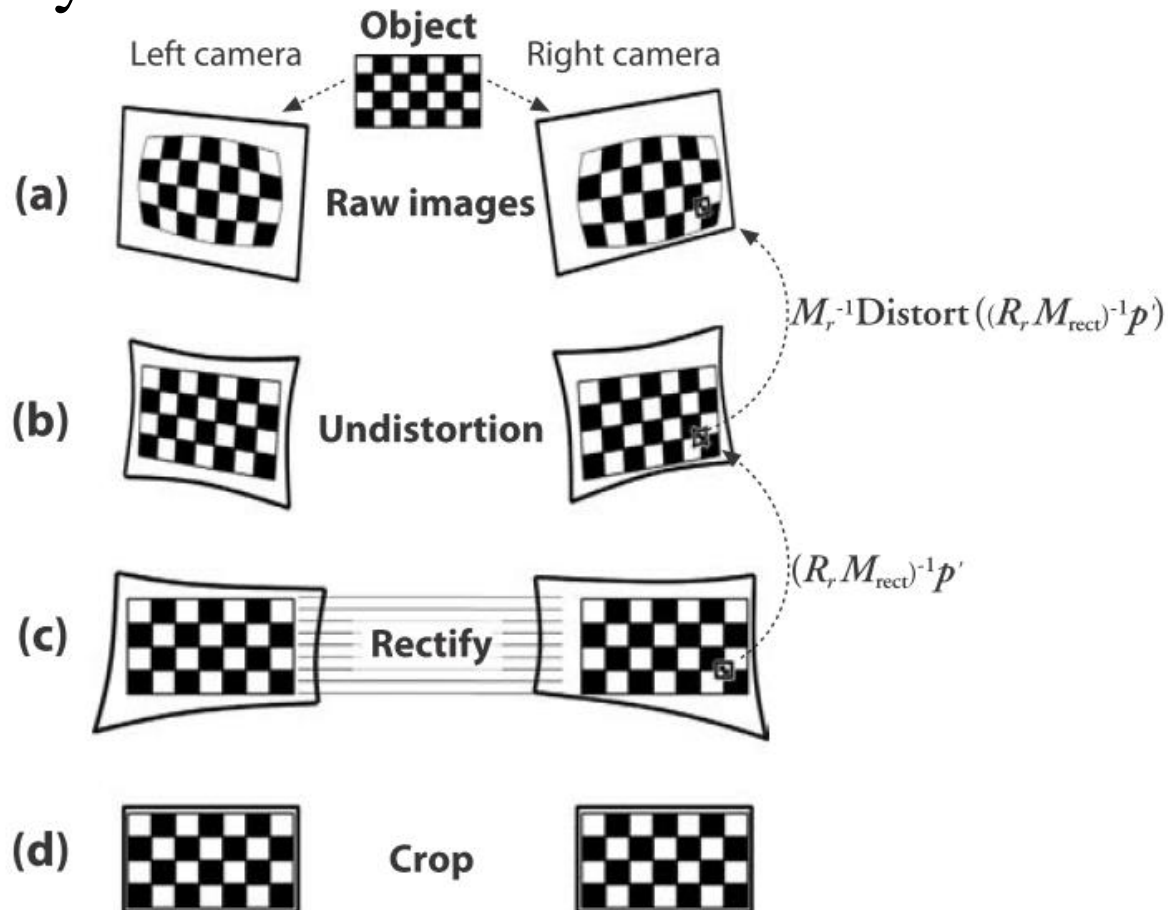 Object
Left camera
Right camera
(a)
Raw images
M_r^-1 Distort ((R_r M_rect)^-1 p')
(b)
Undistortion
(R_r M_rect)^-1 p'
(c)
Rectify
(d)
Crop